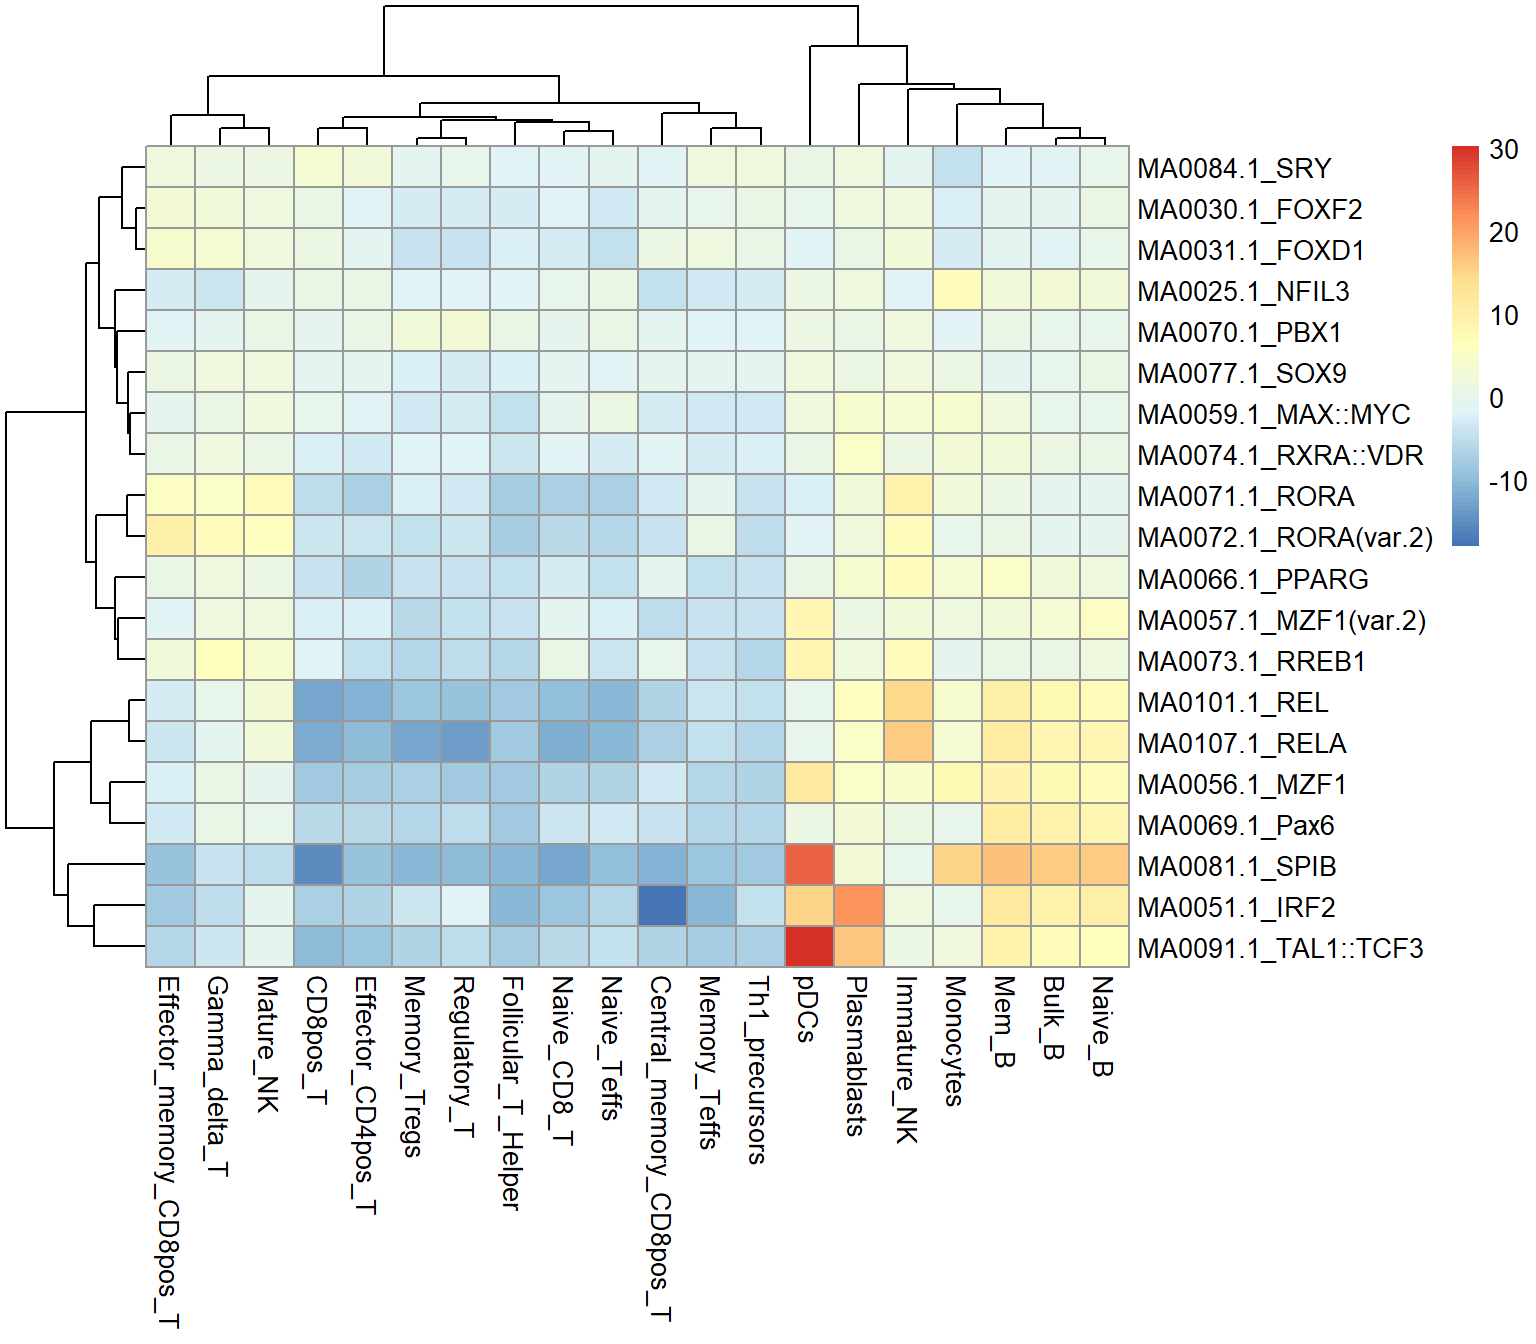 MA0084.1_SRY
MA0030.1_FOXF2
MA0031.1_FOXD1
MA0025.1_NFIL3
MA0070.1_PBX1
MA0077.1_SOX9
MA0059.1_MAX::MYC
MA0074.1_RXRA::VDR
MA0071.1_RORA
MA0072.1_RORA(var.2)
MA0066.1_PPARG
MA0057.1_MZF1(var.2)
MA0073.1_RREB1
MA0101.1_REL
MA0107.1_RELA
MA0056.1_MZF1
MA0069.1_Pax6
MA0081.1_SPIB
MA0051.1_IRF2
MA0091.1_TAL1::TCF3
30
20
10
0
-10
Effector_memory_CD8pos_T
Gamma_delta_T
Mature_NK
CD8pos_T
Effector_CD4pos_T
Memory_Tregs
Regulatory_T
Follicular_T_Helper
Naive_CD8_T
Naive_Teffs
Central_memory_CD8pos_T
Memory_Teffs
Th1_precursors
pDCs
Plasmablasts
Immature_NK
Monocytes
Mem_B
Bulk_B
Naive_B